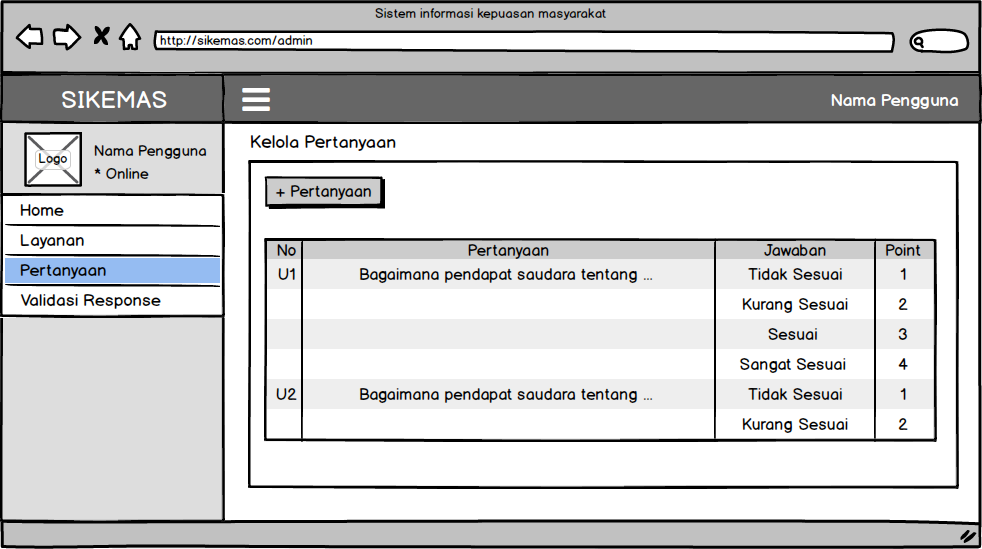 Sistem informasi kepuasan masyarakat
http://sikemas.com/admin
SIKEMAS
Nama Pengguna
Logo
Nama Pengguna
* Online
Home
Layanan
Pertanyaan
Validasi Response
Kelola Pertanyaan
+ Pertanyaan
No Pertanyaan Jawaban Point
U1 Bagaimana pendapat saudara tentang ... Tidak Sesuai 1
Kurang Sesuai 2
Sesuai 3
Sangat Sesuai 4
U2 Bagaimana pendapat saudara tentang ... Tidak Sesuai 1
Kurang Sesuai 2